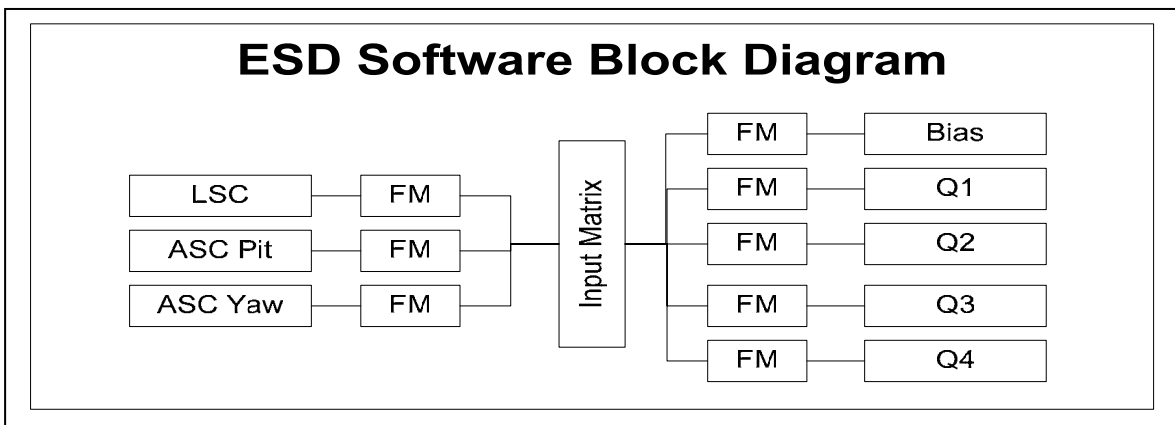 ESD Software Block Diagram
LSC
FM
ASC Pit
FM
ASC Yaw
FM
Input Matrix
FM
Bias
FM
Q1
FM
Q2
FM
Q3
FM
Q4